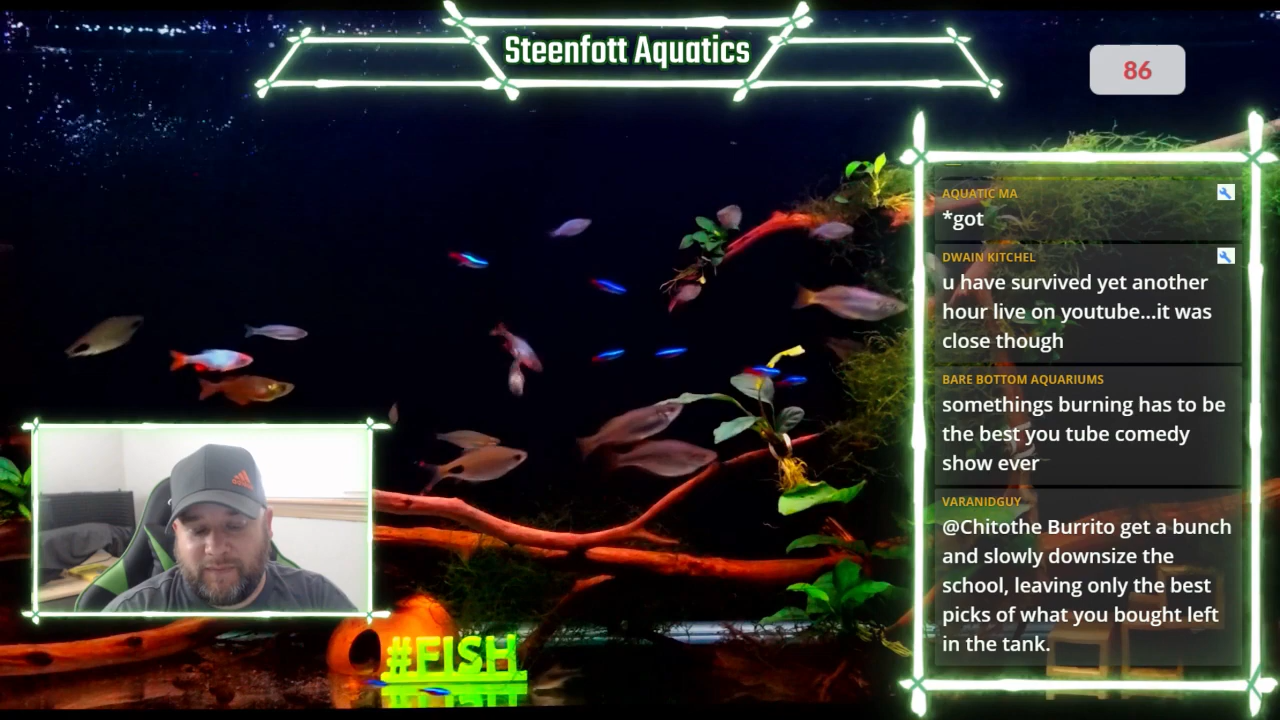 Steenfott Aquatics
86
AQUATIC MA
*got
DWAIN KITCHEL
u have survived yet another
hour live on youtube...it was
close though
BARE BOTTOM AQUARIUMS
somethings burning has to be
the best you tube comedy
show ever
VARANIDGUY
@Chitothe Burrito get a bunch
and slowly downsize the
school, leaving only the best
picks of what you bought left
in the tank.
#FISH